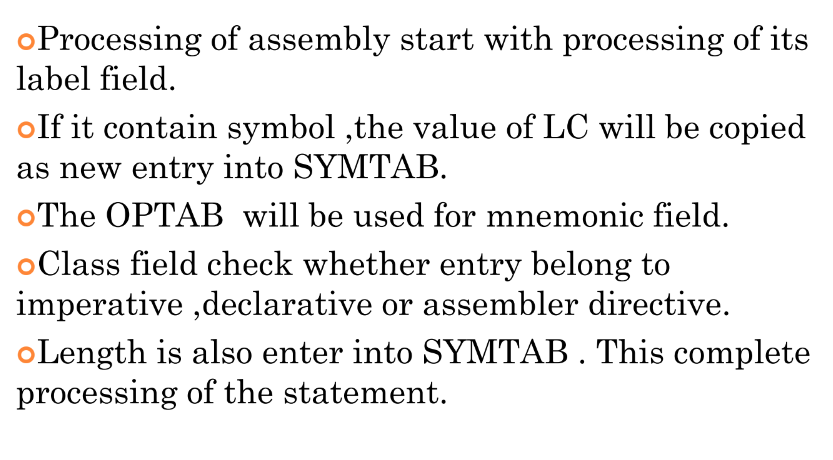 Processing of assembly start with processing of its
label field.
If it contain symbol ,the value of LC will be copied
as new entry into SYMTAB.
The OPTAB  will be used for mnemonic field.
Class field check whether entry belong to
imperative ,declarative or assembler directive.
Length is also enter into SYMTAB . This complete
processing of the statement.